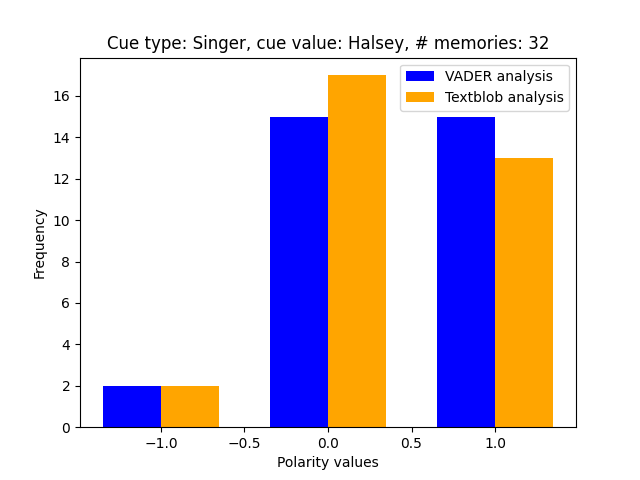 Cue type: Singer, cue value: Halsey, # memories: 32
VADER analysis
Textblob analysis
Frequency
16
14
12
10
8
6
4
2
0
−1.0
−0.5
0.0
0.5
1.0
Polarity values